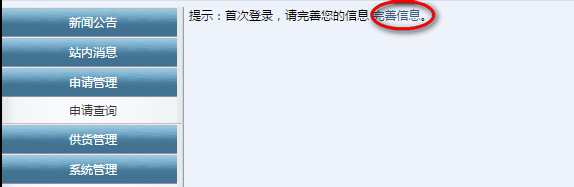 新闻公告
站内消息
申请管理
申请查询
供货管理
系统管理
提示：首次登录，请完善您的信息 完善信息。